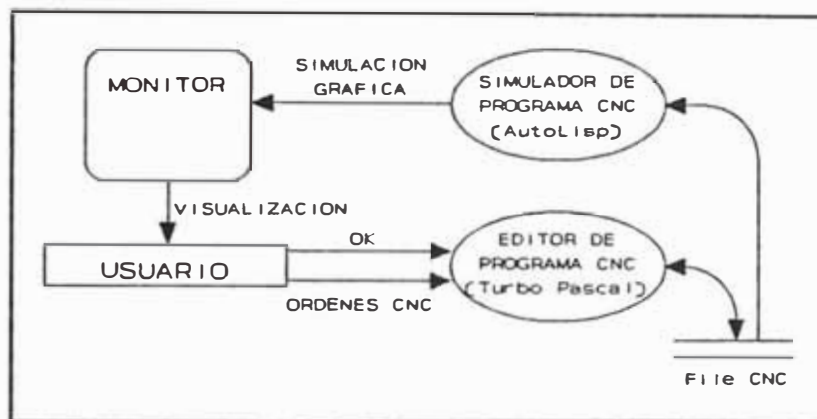 MONITOR
SIMULACION
GRAFICA
SIMULADOR DE
PROGRAMA CNC
(AutoLisp)
VISUALIZACION
USUARIO
OK
ORDENES CNC
EDITOR DE
PROGRAMA CNC
(Turbo Pascal)
File CNC